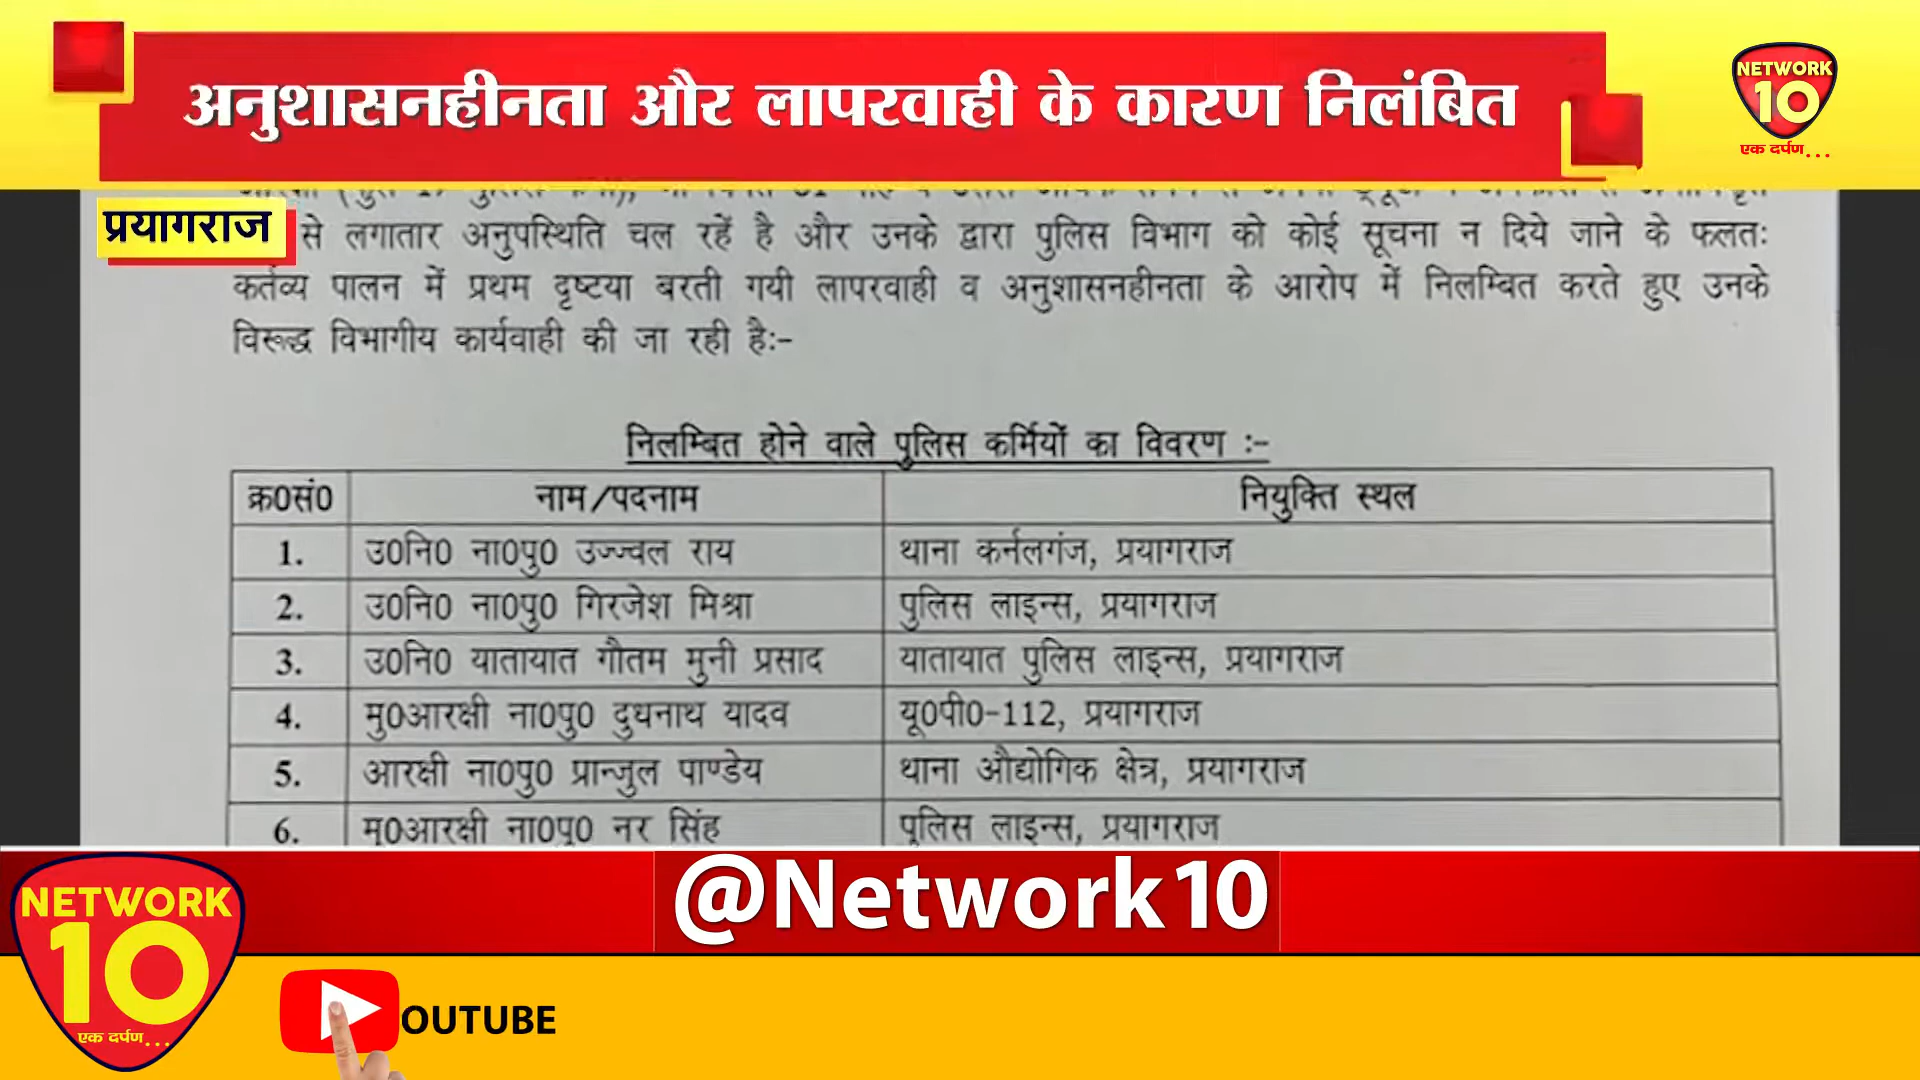 अनुशासनहीनता और लापरवाही के कारण निलंबित
NETWORK
10
एक दर्पण...
प्रयागराज
से लगातार अनुपस्थिति चल रहें है और उनके द्वारा पुलिस विभाग को कोई सूचना न दिये जाने के फलतः
कर्तव्य पालन में प्रथम दृष्टया बरती गयी लापरवाही व अनुशासनहीनता के आरोप में निलम्बित करते हुए उनके
विरूद्ध विभागीय कार्यवाही की जा रही हैः-
निलम्बित होने वाले पुलिस कर्मियों का विवरण :-
क्र0सं0 नाम/पदनाम नियुक्ति स्थल
1. उ0नि0 ना0पु0 उज्ज्वल राय थाना कर्नलगंज, प्रयागराज
2. उ0नि0 ना0पु0 गिरजेश मिश्रा पुलिस लाइन्स, प्रयागराज
3. उ0नि0 यातायात गौतम मुनी प्रसाद यातायात पुलिस लाइन्स, प्रयागराज
4. मु0आरक्षी ना0पु0 दुधनाथ यादव यू0पी0-112, प्रयागराज
5. आरक्षी ना0पु0 प्रान्जुल पाण्डेय थाना औद्योगिक क्षेत्र, प्रयागराज
6. मु0आरक्षी ना0पु0 नर सिंह पुलिस लाइन्स, प्रयागराज
@Network10
NETWORK
10
एक दर्पण...
OUTUBE